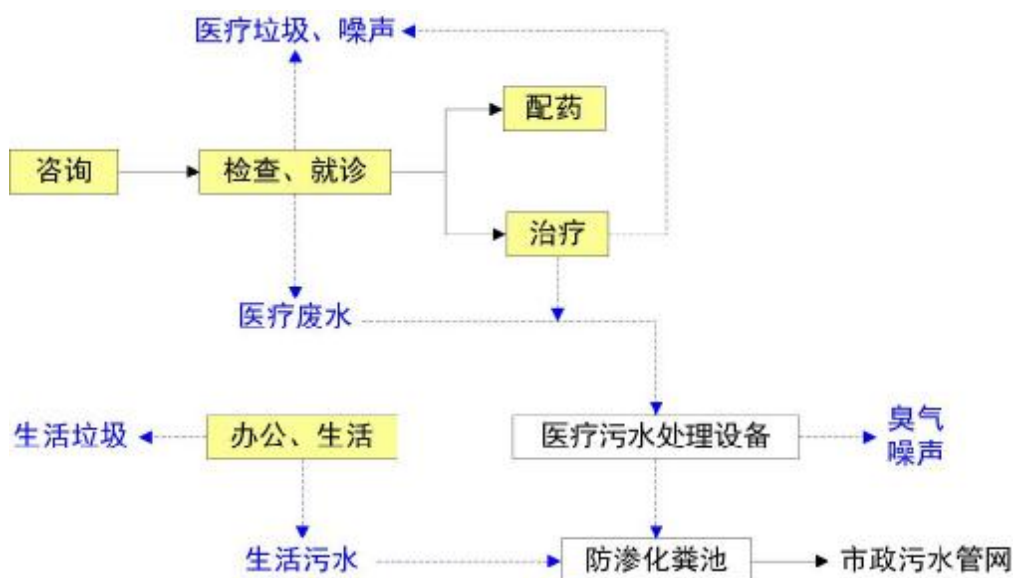 医疗垃圾、噪声
配药
咨询
检查、就诊
治疗
医疗废水
生活垃圾
办公、生活
医疗污水处理设备
臭气
噪声
生活污水
防渗化粪池
市政污水管网